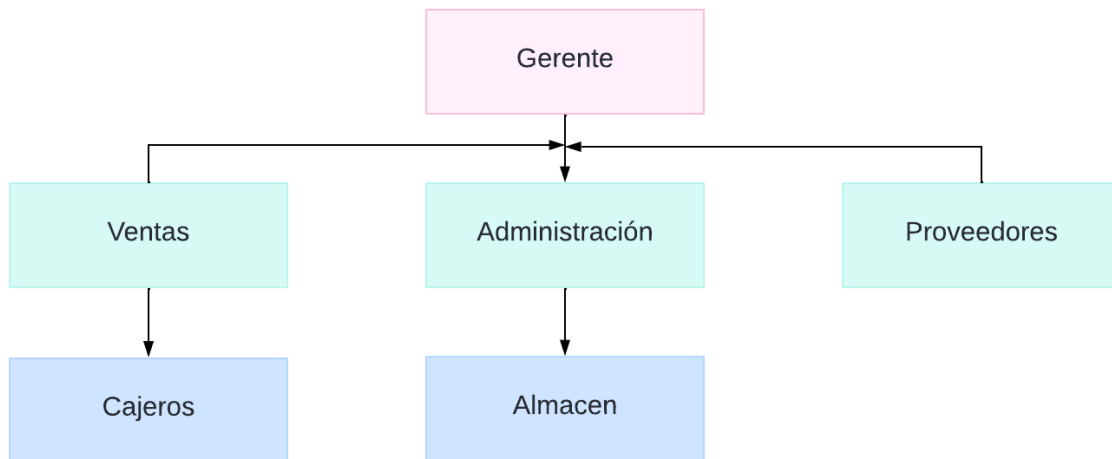 Gerente
Ventas
Administración
Proveedores
Cajeros
Almacen